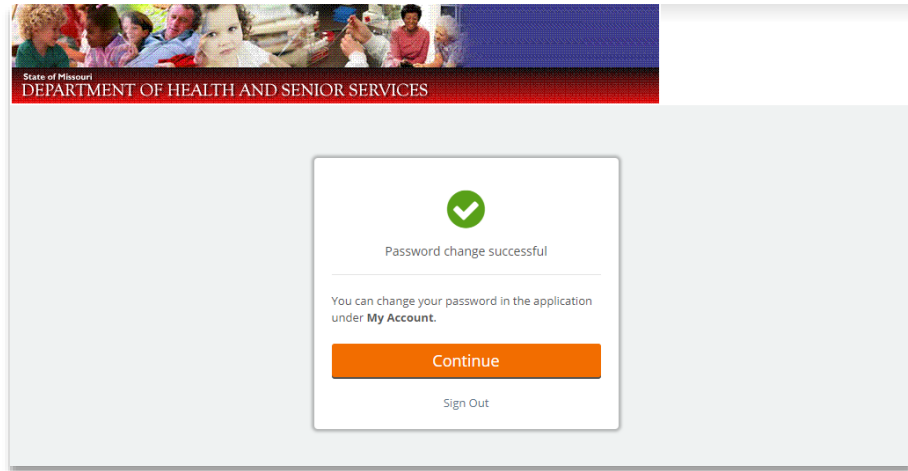 State of Missouri
DEPARTMENT OF HEALTH AND SENIOR SERVICES
Password change successful
You can change your password in the application
under My Account.
Continue
Sign Out